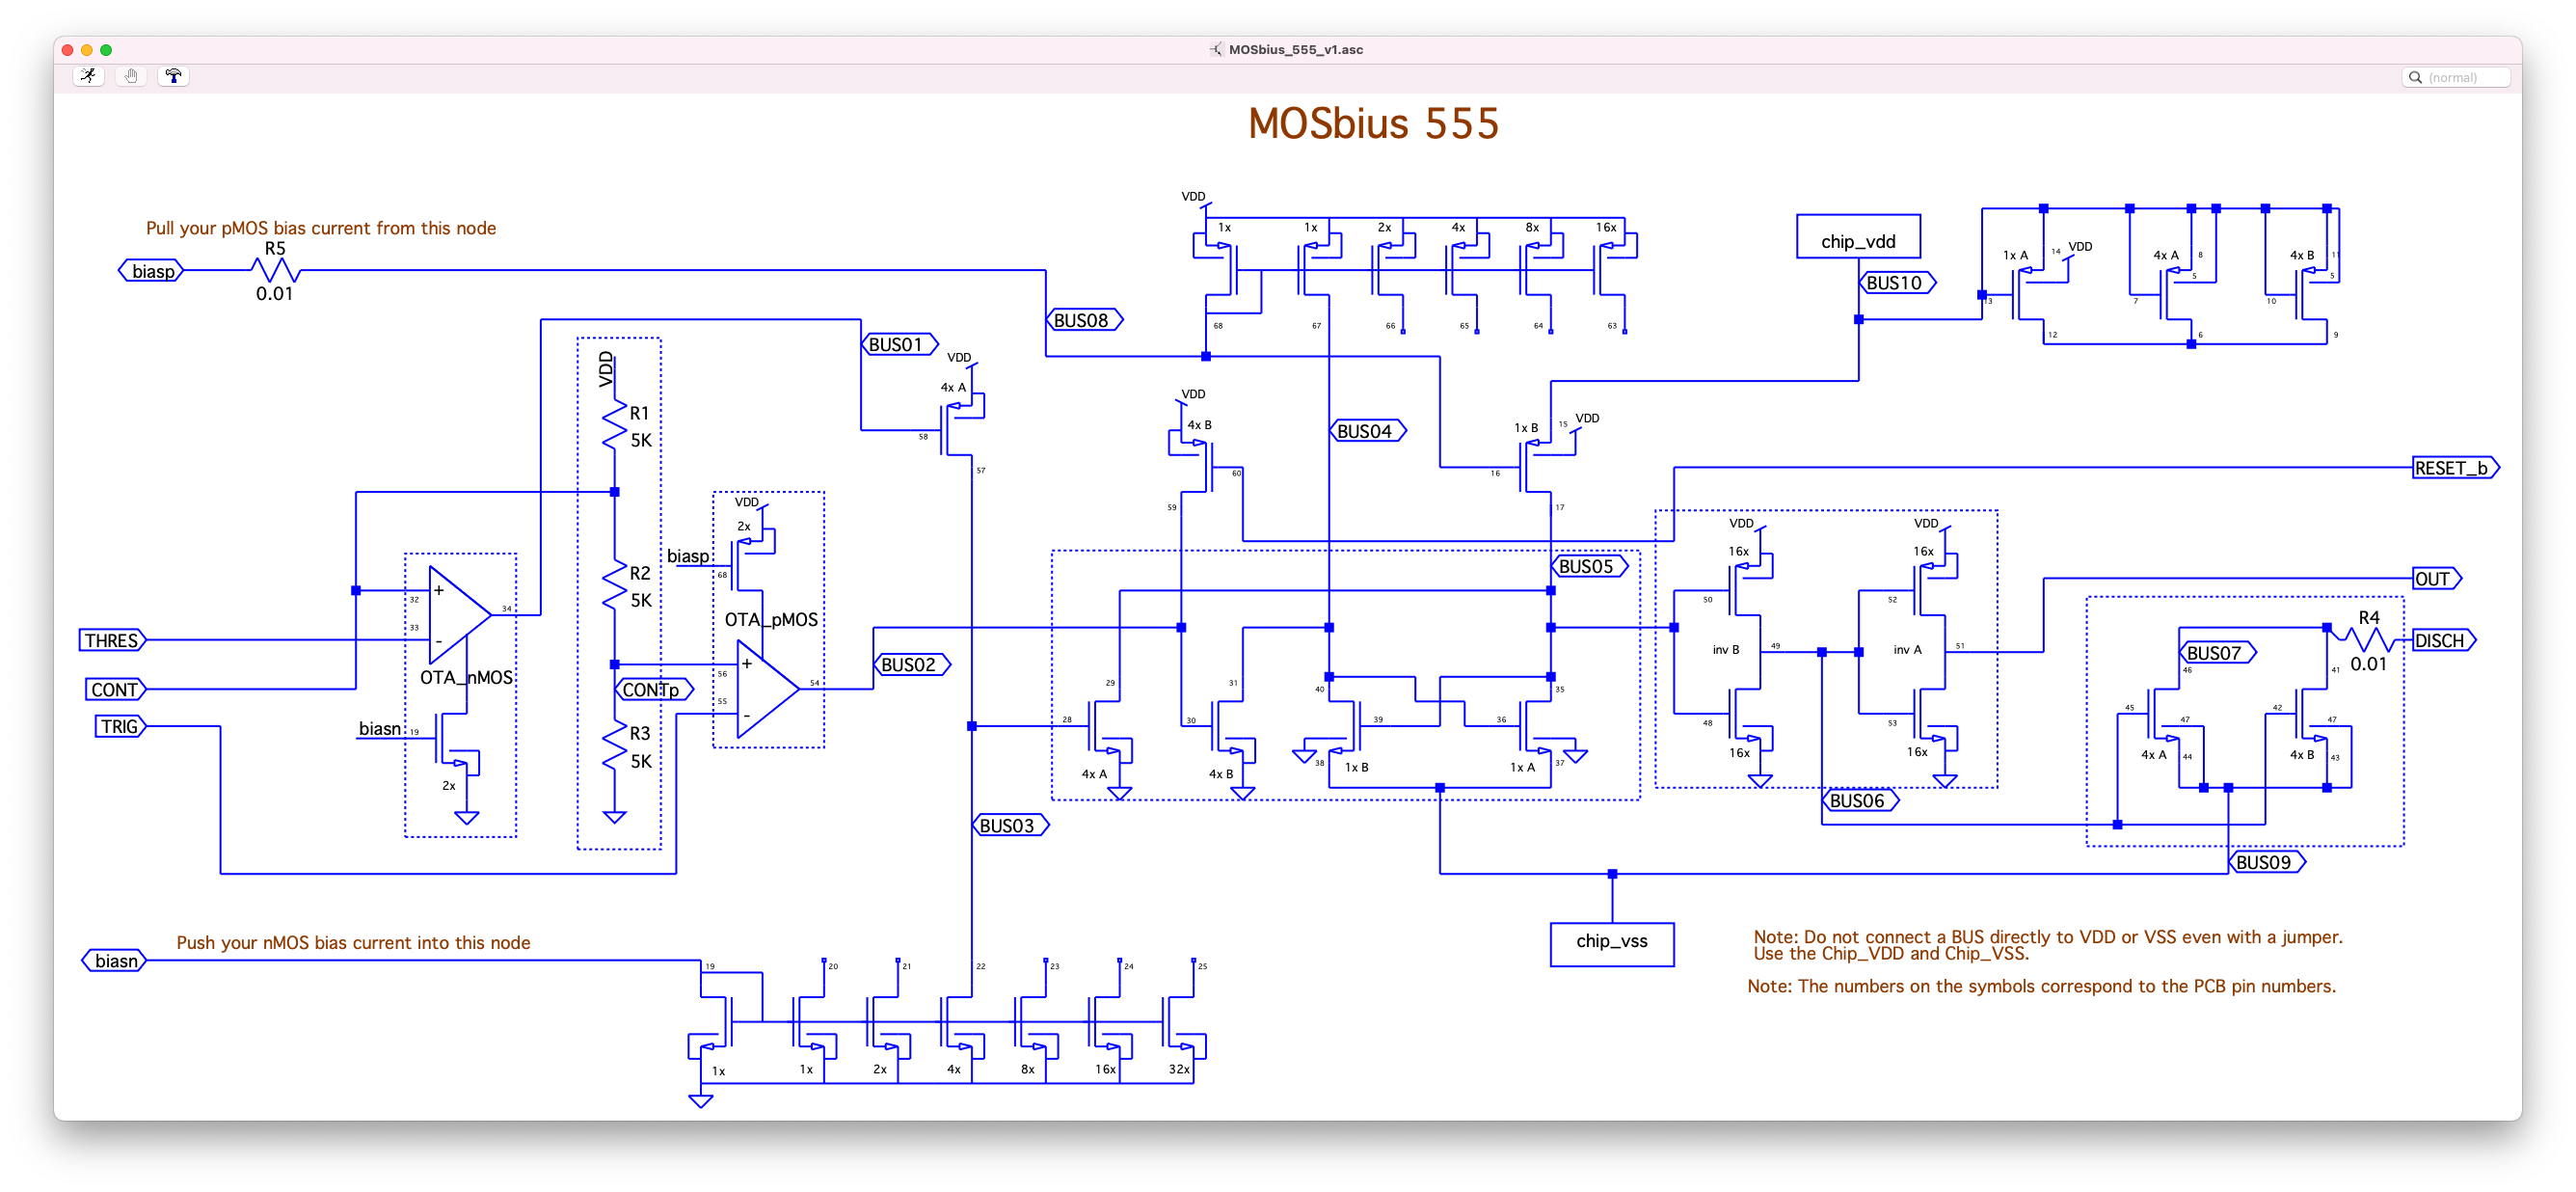 MOSbius_555_v1.asc
(normal)
MOSbius 555
Pull your pMOS bias current from this node
biasp
R5
0.01
BUS08
BUS01
VDD
1x
1x
2x
4x
8x
16x
68
67
66
65
64
63
chip_vdd
BUS10
1x A
14
VDD
13
12
4x A
8
5
7
6
4x B
11
5
10
9
VDD
R1
5K
R2
5K
R3
5K
VDD
4x A
58
57
VDD
4x B
60
59
BUS04
1x B
15
VDD
16
17
RESET_b
THRES
CONT
TRIG
32
33
34
+
-
OTA_nMOS
biasn
19
2x
VDD
2x
biasp
68
OTA_pMOS
CONTp
56
55
54
+
-
BUS02
BUS03
BUS05
29
28
4x A
31
30
4x B
40
39
38
1x B
35
36
37
1x A
VDD
16x
50
inv B
49
48
16x
VDD
16x
52
inv A
51
53
16x
BUS06
OUT
R4
0.01
DISCH
BUS07
46
45
47
4x A
44
41
42
47
4x B
43
BUS09
chip_vss
Push your nMOS bias current into this node
biasn
19
20
21
22
23
24
25
1x
1x
2x
4x
8x
16x
32x
Note: Do not connect a BUS directly to VDD or VSS even with a jumper.
Use the Chip_VDD and Chip_VSS.
Note: The numbers on the symbols correspond to the PCB pin numbers.